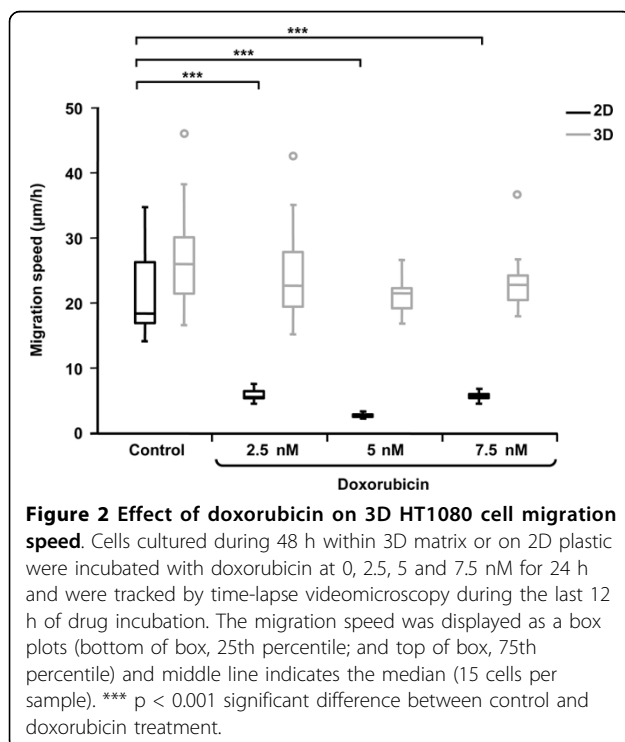 ***
***
***
50
40
30
20
10
0
Migration speed (µm/h)
2D
3D
Control 2.5 nM 5 nM 7.5 nM
Doxorubicin
Figure 2 Effect of doxorubicin on 3D HT1080 cell migration
speed. Cells cultured during 48 h within 3D matrix or on 2D plastic
were incubated with doxorubicin at 0, 2.5, 5 and 7.5 nM for 24 h
and were tracked by time-lapse videomicroscopy during the last 12
h of drug incubation. The migration speed was displayed as a box
plots (bottom of box, 25th percentile; and top of box, 75th
percentile) and middle line indicates the median (15 cells per
sample). *** p < 0.001 significant difference between control and
doxorubicin treatment.